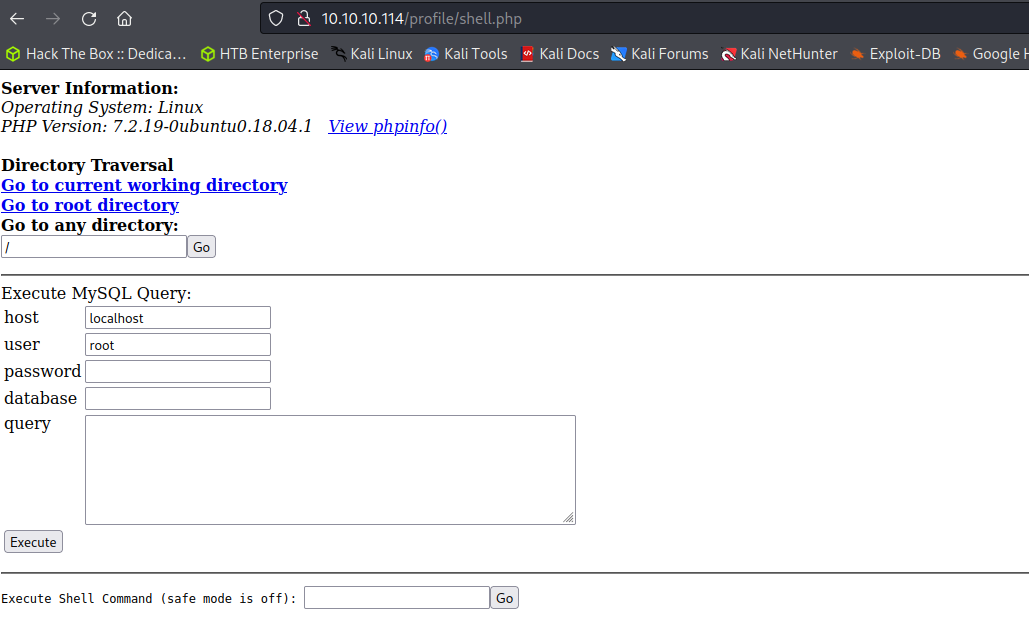 10.10.10.114/profile/shell.php
Hack The Box :: Dedica... HTB Enterprise Kali Linux Kali Tools Kali Docs Kali Forums Kali NetHunter Exploit-DB Google H
Server Information:
Operating System: Linux
PHP Version: 7.2.19-0ubuntu0.18.04.1 View phpinfo()
Directory Traversal
Go to current working directory
Go to root directory
Go to any directory:
/ Go
Execute MySQL Query:
host localhost
user root
password
database
query
Execute
Execute Shell Command (safe mode is off): Go